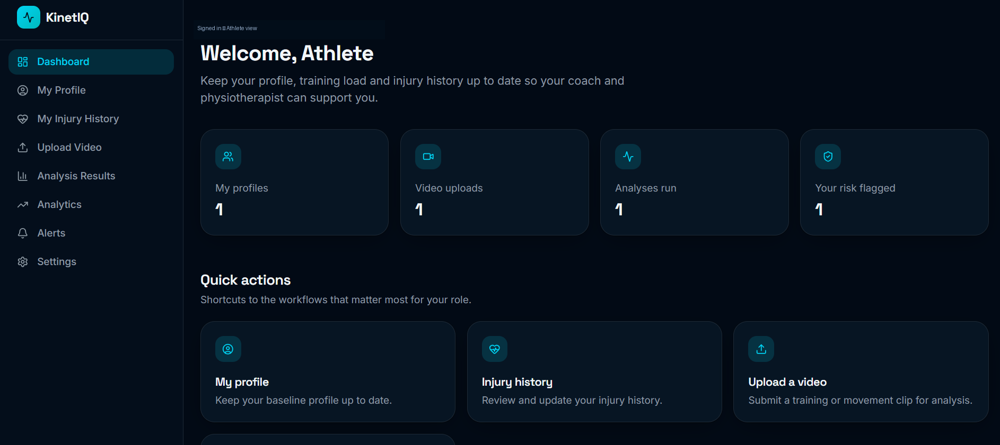 KinetIQ
Dashboard
My Profile
My Injury History
Upload Video
Analysis Results
Analytics
Alerts
Settings
Signed in ▯ Athlete view
Welcome, Athlete
Keep your profile, training load and injury history up to date so your coach and
physiotherapist can support you.
My profiles
1
Video uploads
1
Analyses run
1
Your risk flagged
1
Quick actions
Shortcuts to the workflows that matter most for your role.
My profile
Keep your baseline profile up to date.
Injury history
Review and update your injury history.
Upload a video
Submit a training or movement clip for analysis.